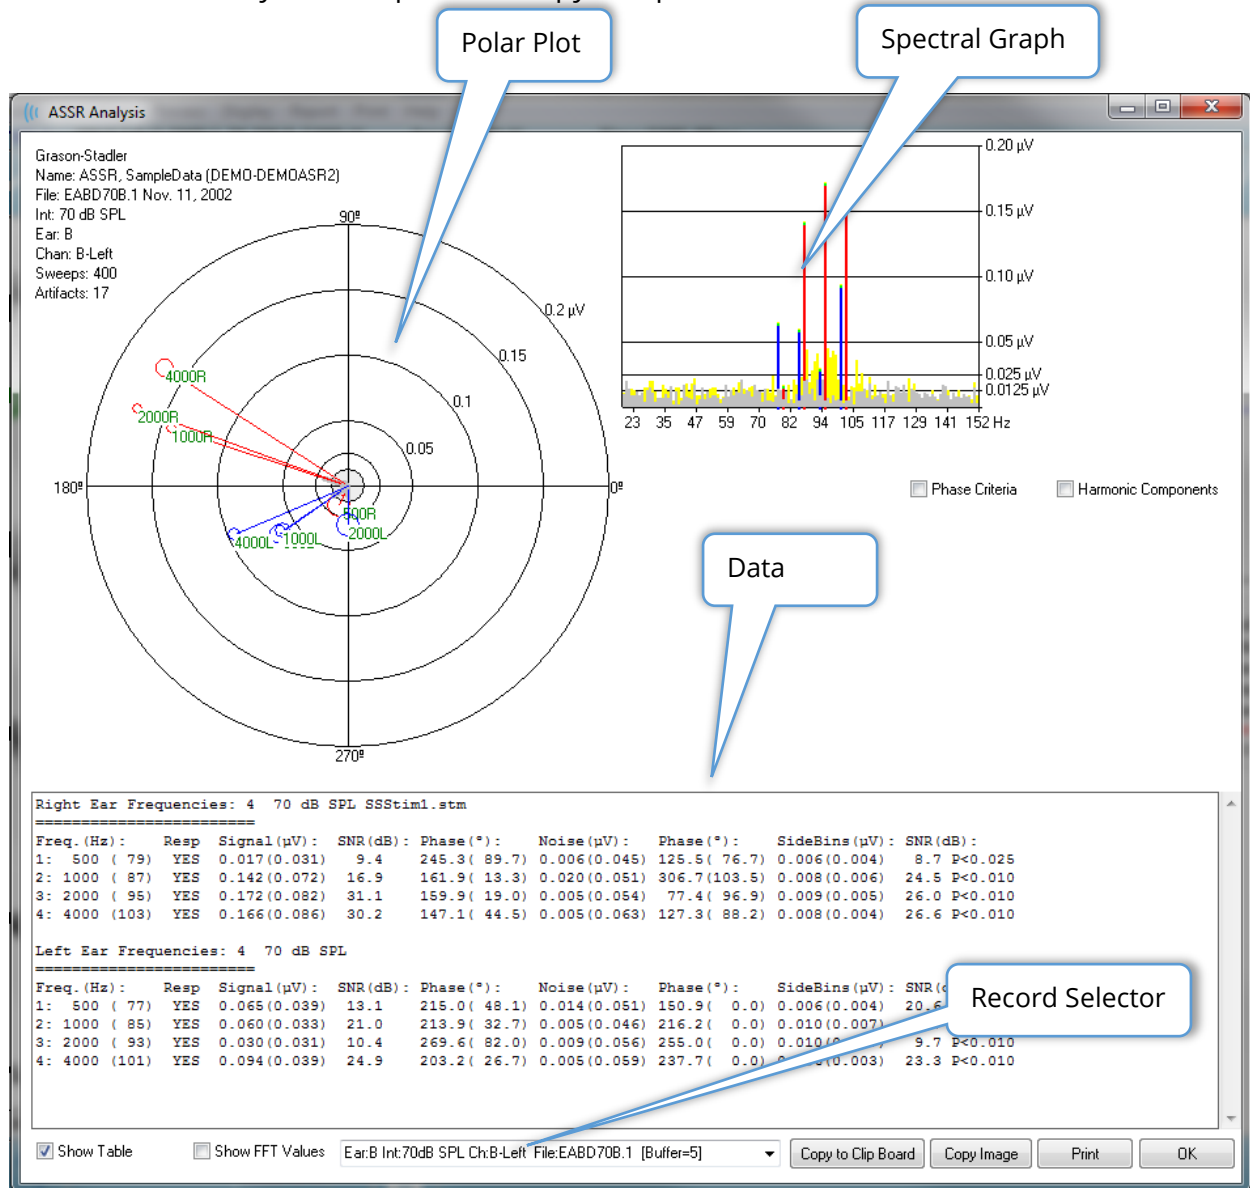 Polar Plot
Spectral Graph
ASSR Analysis
Grason-Stadler
Name: ASSR, SampleData (DEMO-DEMOASR2)
File: EABD70B.1 Nov. 11, 2002
Int: 70 dB SPL
Ear: B
Chan: B-Left
Sweeps: 400
Artifacts: 17
90º
0.2 µV
0.15
0.1
0.05
180º
0º
270º
4000R
2000R
1000R
500R
2000L
1000L
4000L
0.20 µV
0.15 µV
0.10 µV
0.05 µV
0.025 µV
0.0125 µV
23 35 47 59 70 82 94 105 117 129 141 152 Hz
Phase Criteria
Harmonic Components
Data
Right Ear Frequencies: 4 70 dB SPL SSStim1.stm
========================
Freq.(Hz): Resp Signal(µV): SNR(dB): Phase(°): Noise(µV): Phase(°): SideBins(µV): SNR(dB):
1: 500 ( 79) YES 0.017(0.031) 9.4 245.3( 89.7) 0.006(0.045) 125.5( 76.7) 0.006(0.004) 8.7 P<0.025
2: 1000 ( 87) YES 0.142(0.072) 16.9 161.9( 13.3) 0.020(0.051) 306.7(103.5) 0.008(0.006) 24.5 P<0.010
3: 2000 ( 95) YES 0.172(0.082) 31.1 159.9( 19.0) 0.005(0.054) 77.4( 96.9) 0.009(0.005) 26.0 P<0.010
4: 4000 (103) YES 0.166(0.086) 30.2 147.1( 44.5) 0.005(0.063) 127.3( 88.2) 0.008(0.004) 26.6 P<0.010
Left Ear Frequencies: 4 70 dB SPL
========================
Freq.(Hz): Resp Signal(µV): SNR(dB): Phase(°): Noise(µV): Phase(°): SideBins(µV):
1: 500 ( 77) YES 0.065(0.039) 13.1 215.0( 48.1) 0.014(0.051) 150.9( 0.0) 0.006(0.004) 20.6
2: 1000 ( 85) YES 0.060(0.033) 21.0 213.9( 32.7) 0.005(0.046) 216.2( 0.0) 0.010(0.007)
3: 2000 ( 93) YES 0.030(0.031) 10.4 269.6( 82.0) 0.009(0.056) 255.0( 0.0) 9.7 P<0.010
4: 4000 (101) YES 0.094(0.039) 24.9 203.2( 26.7) 0.005(0.059) 237.7( 0.0) 23.3 P<0.010
Record Selector
Show Table
Show FFT Values
Ear:B Int:70dB SPL Ch:B-Left File:EABD70B.1 [Buffer=5]
Copy to Clip Board
Copy Image
Print
OK